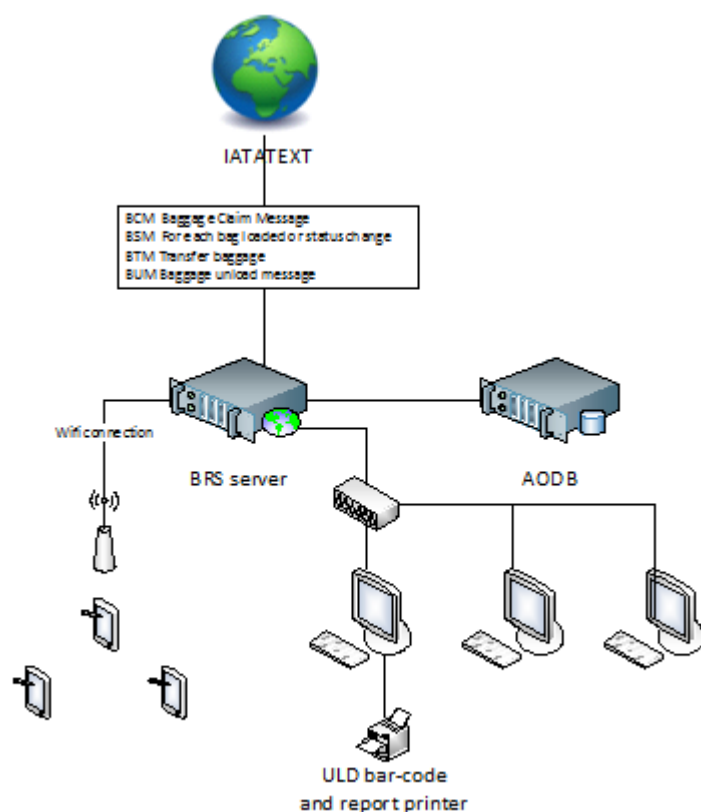 IATATEXT
BCM Baggage Claim Message
BSM For each bag loaded or status change
BTM Transfer baggage
BUM Baggage unload message
Wifi connection
BRS server
AODB
ULD bar-code
and report printer